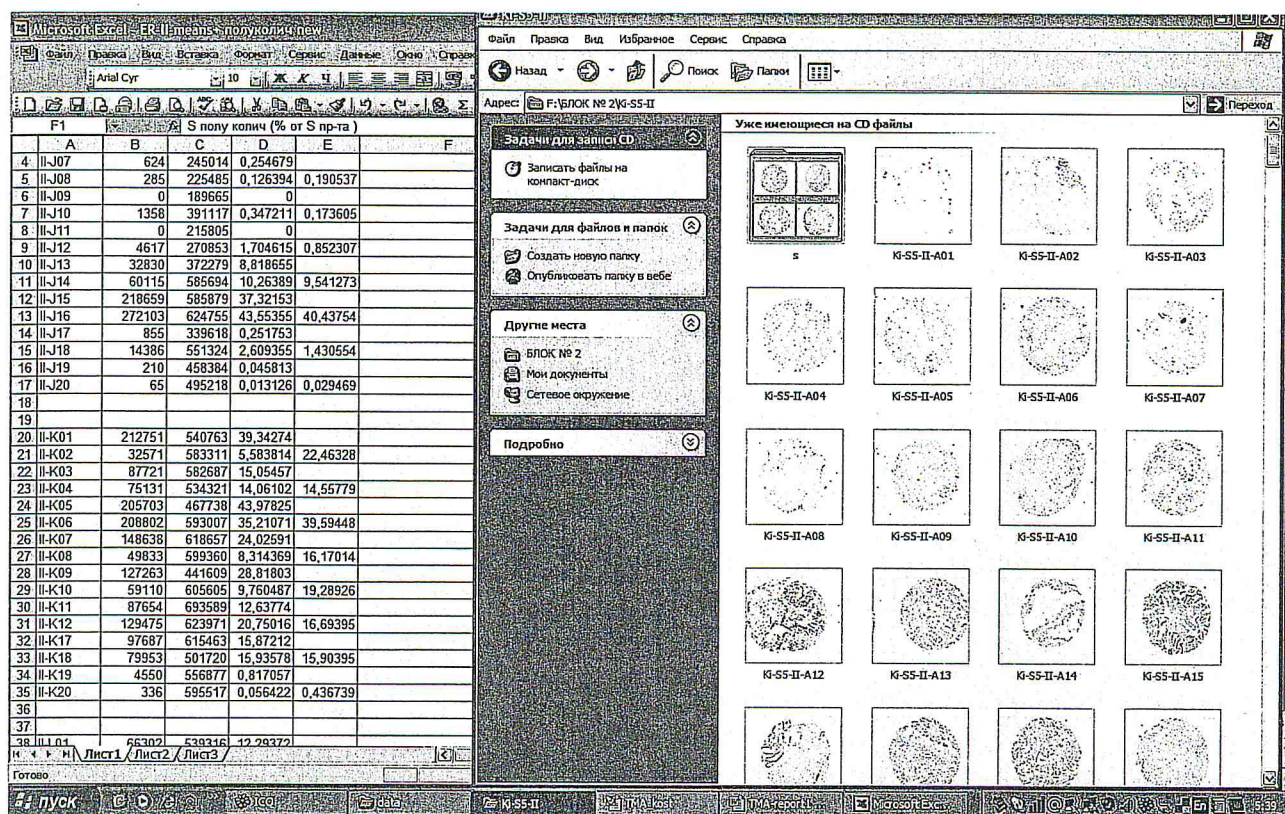 Microsoft Excel - ER-II-means+ полуколич new
Файл Правка Вид Вставка Формат Сервис Данные Окно Справка
Arial Cyr 10 Ж К Ч
F1 S полу колич (% от S пр-та )
A B C D E F
4 II-J07 624 245014 0,254679
5 II-J08 285 225485 0,126394 0,190537
6 II-J09 0 189665 0
7 II-J10 1358 391117 0,347211 0,173605
8 II-J11 0 215805 0
9 II-J12 4617 270853 1,704615 0,852307
10 II-J13 32830 372279 8,818655
11 II-J14 60115 585694 10,26389 9,541273
12 II-J15 218659 585879 37,32153
13 II-J16 272103 624755 43,55355 40,43754
14 II-J17 855 339618 0,251753
15 II-J18 14386 551324 2,609355 1,430554
16 II-J19 210 458384 0,045813
17 II-J20 65 495218 0,013126 0,029469
18
19
20 II-K01 212751 540763 39,34274
21 II-K02 32571 583311 5,583814 22,46328
22 II-K03 87721 582687 15,05457
23 II-K04 75131 534321 14,06102 14,55779
24 II-K05 205703 467738 43,97825
25 II-K06 208802 593007 35,21071 39,59448
26 II-K07 148638 618657 24,02591
27 II-K08 49833 599360 8,314369 16,17014
28 II-K09 127263 441609 28,81803
29 II-K10 59110 605605 9,760487 19,28926
30 II-K11 87654 693589 12,63774
31 II-K12 129475 623971 20,75016 16,69395
32 II-K17 97687 615463 15,87212
33 II-K18 79953 501720 15,93578 15,90395
34 II-K19 4550 556877 0,817057
35 II-K20 336 595517 0,056422 0,436739
36
37
38 II-L01 66302 539316 12,29372
Лист1 Лист2 Лист3
Готово
Ki-S5-II
Файл Правка Вид Избранное Сервис Справка
Назад Поиск Папки
Адрес: F:\БЛОК № 2\Ki-S5-II Переход
Задачи для записи CD
Записать файлы на
компакт-диск
Задачи для файлов и папок
Создать новую папку
Опубликовать папку в вебе
Другие места
БЛОК № 2
Мои документы
Сетевое окружение
Подробно
Уже имеющиеся на CD файлы
s Ki-S5-II-A01 Ki-S5-II-A02 Ki-S5-II-A03
Ki-S5-II-A04 Ki-S5-II-A05 Ki-S5-II-A06 Ki-S5-II-A07
Ki-S5-II-A08 Ki-S5-II-A09 Ki-S5-II-A10 Ki-S5-II-A11
Ki-S5-II-A12 Ki-S5-II-A13 Ki-S5-II-A14 Ki-S5-II-A15
пуск ICQ data Ki-S5-II TMA_kosh TMA-report1... Microsoft Exc... En 5:39